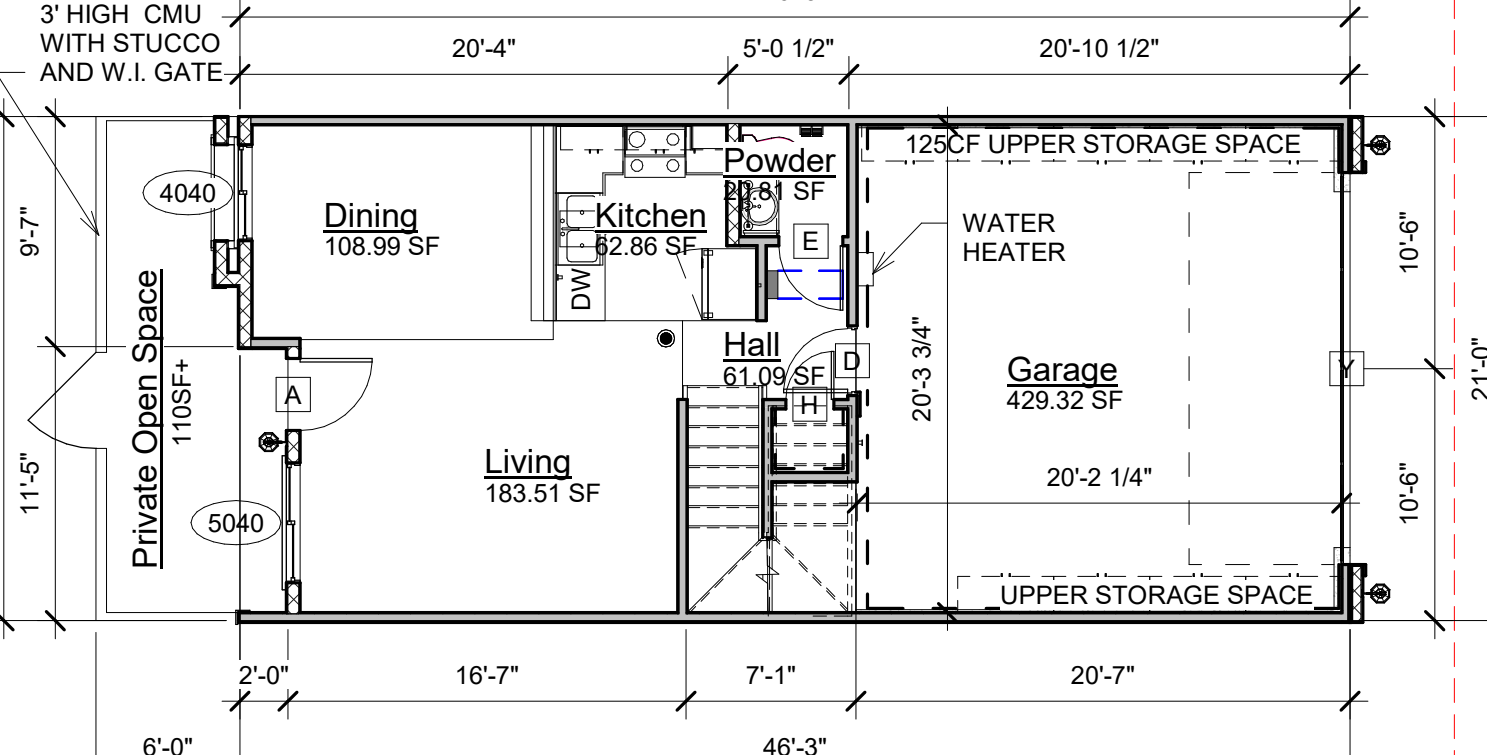 3' HIGH CMU
WITH STUCCO
AND W.I. GATE
20'-4"
5'-0 1/2"
20'-10 1/2"
125CF UPPER STORAGE SPACE
Powder
SF
4040
Dining
108.99 SF
Kitchen
62.86 SF
E
WATER
HEATER
DW
9'-7"
10'-6"
Private Open Space
110SF+
A
Hall
61.09 SF
D
H
20'-3 3/4"
Garage
429.32 SF
Y
21'-0"
Living
183.51 SF
20'-2 1/4"
11'-5"
5040
10'-6"
UPPER STORAGE SPACE
2'-0"
16'-7"
7'-1"
20'-7"
6'-0"
46'-3"